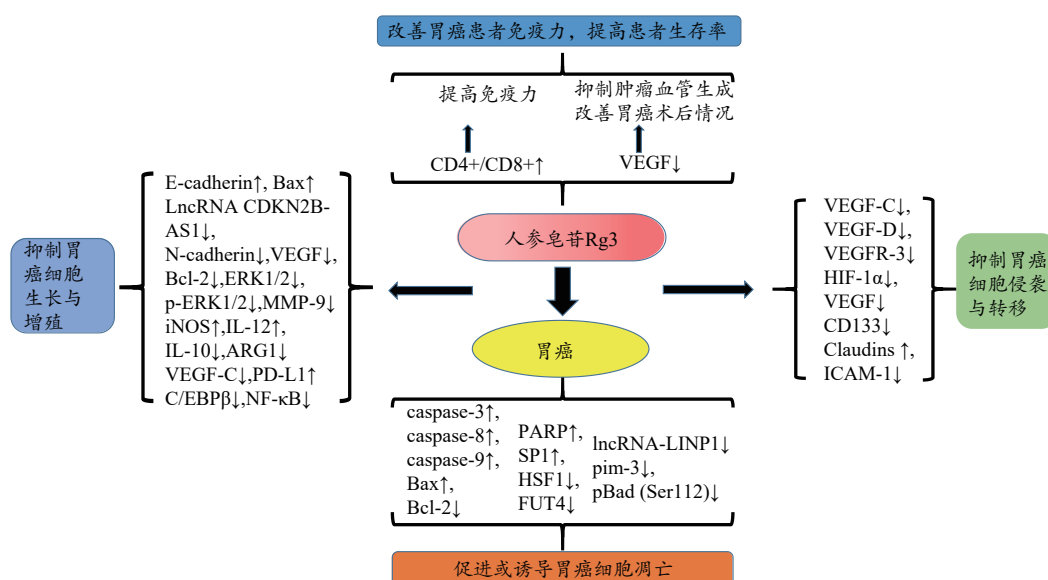 改善胃癌患者免疫力，提高患者生存率
提高免疫力
抑制肿瘤血管生成
改善胃癌术后情况
CD4+/CD8+↑
VEGF↓
E-cadherin↑, Bax↑
LncRNA CDKN2B-
AS1↓,
N-cadherin↓,VEGF↓,
Bcl-2↓,ERK1/2↓,
p-ERK1/2↓,MMP-9↓
iNOS↑,IL-12↑,
IL-10↓,ARG1↓
VEGF-C↓,PD-L1↑
C/EBPβ↓,NF-κB↓
抑制胃
癌细胞
生长与
增殖
人参皂苷Rg3
胃癌
VEGF-C↓,
VEGF-D↓,
VEGFR-3↓
HIF-1α↓,
VEGF↓
CD133↓
Claudins ↑,
ICAM-1↓
抑制胃癌
细胞侵袭
与转移
caspase-3↑,
caspase-8↑,
caspase-9↑,
Bax↑,
Bcl-2↓
PARP↑,
SP1↑,
HSF1↓,
FUT4↓
lncRNA-LINP1↓
pim-3↓,
pBad (Ser112)↓
促进或诱导胃癌细胞凋亡